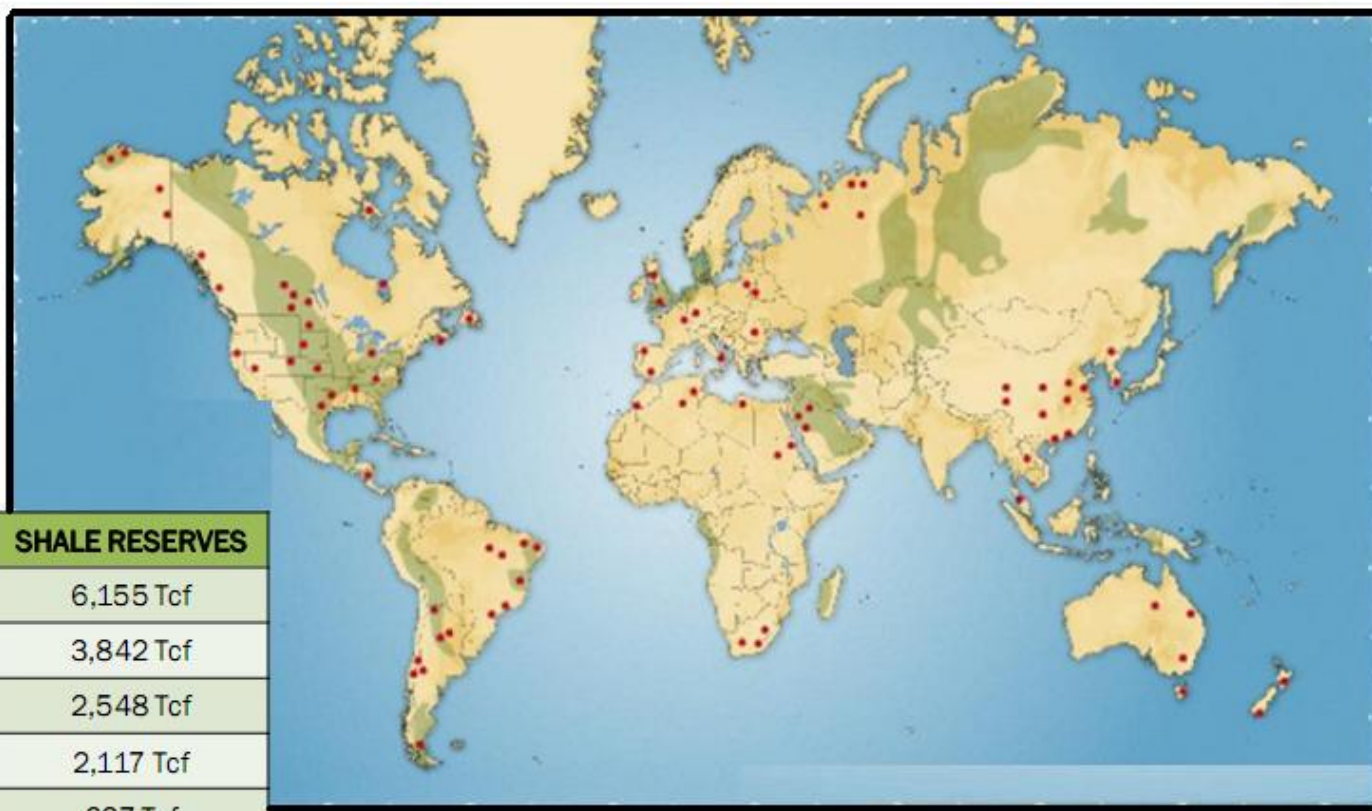 SHALE RESERVES
6,155 Tcf
3,842 Tcf
2,548 Tcf
2,117 Tcf